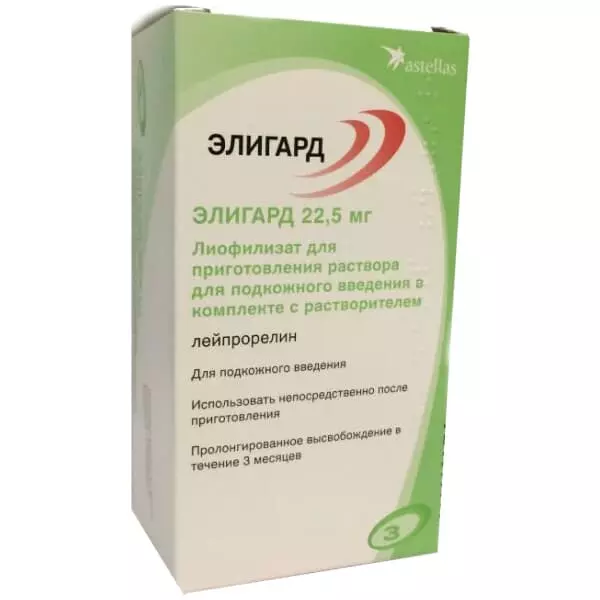 astellas
ЭЛИГАРД
ЭЛИГАРД 22,5 мг
Лиофилизат для
приготовления раствора
для подкожного введения в
комплекте с растворителем
лейпрорелин
Для подкожного введения
Использовать непосредственно после
приготовления
Пролонгированное высвобождение в
течение 3 месяцев
3